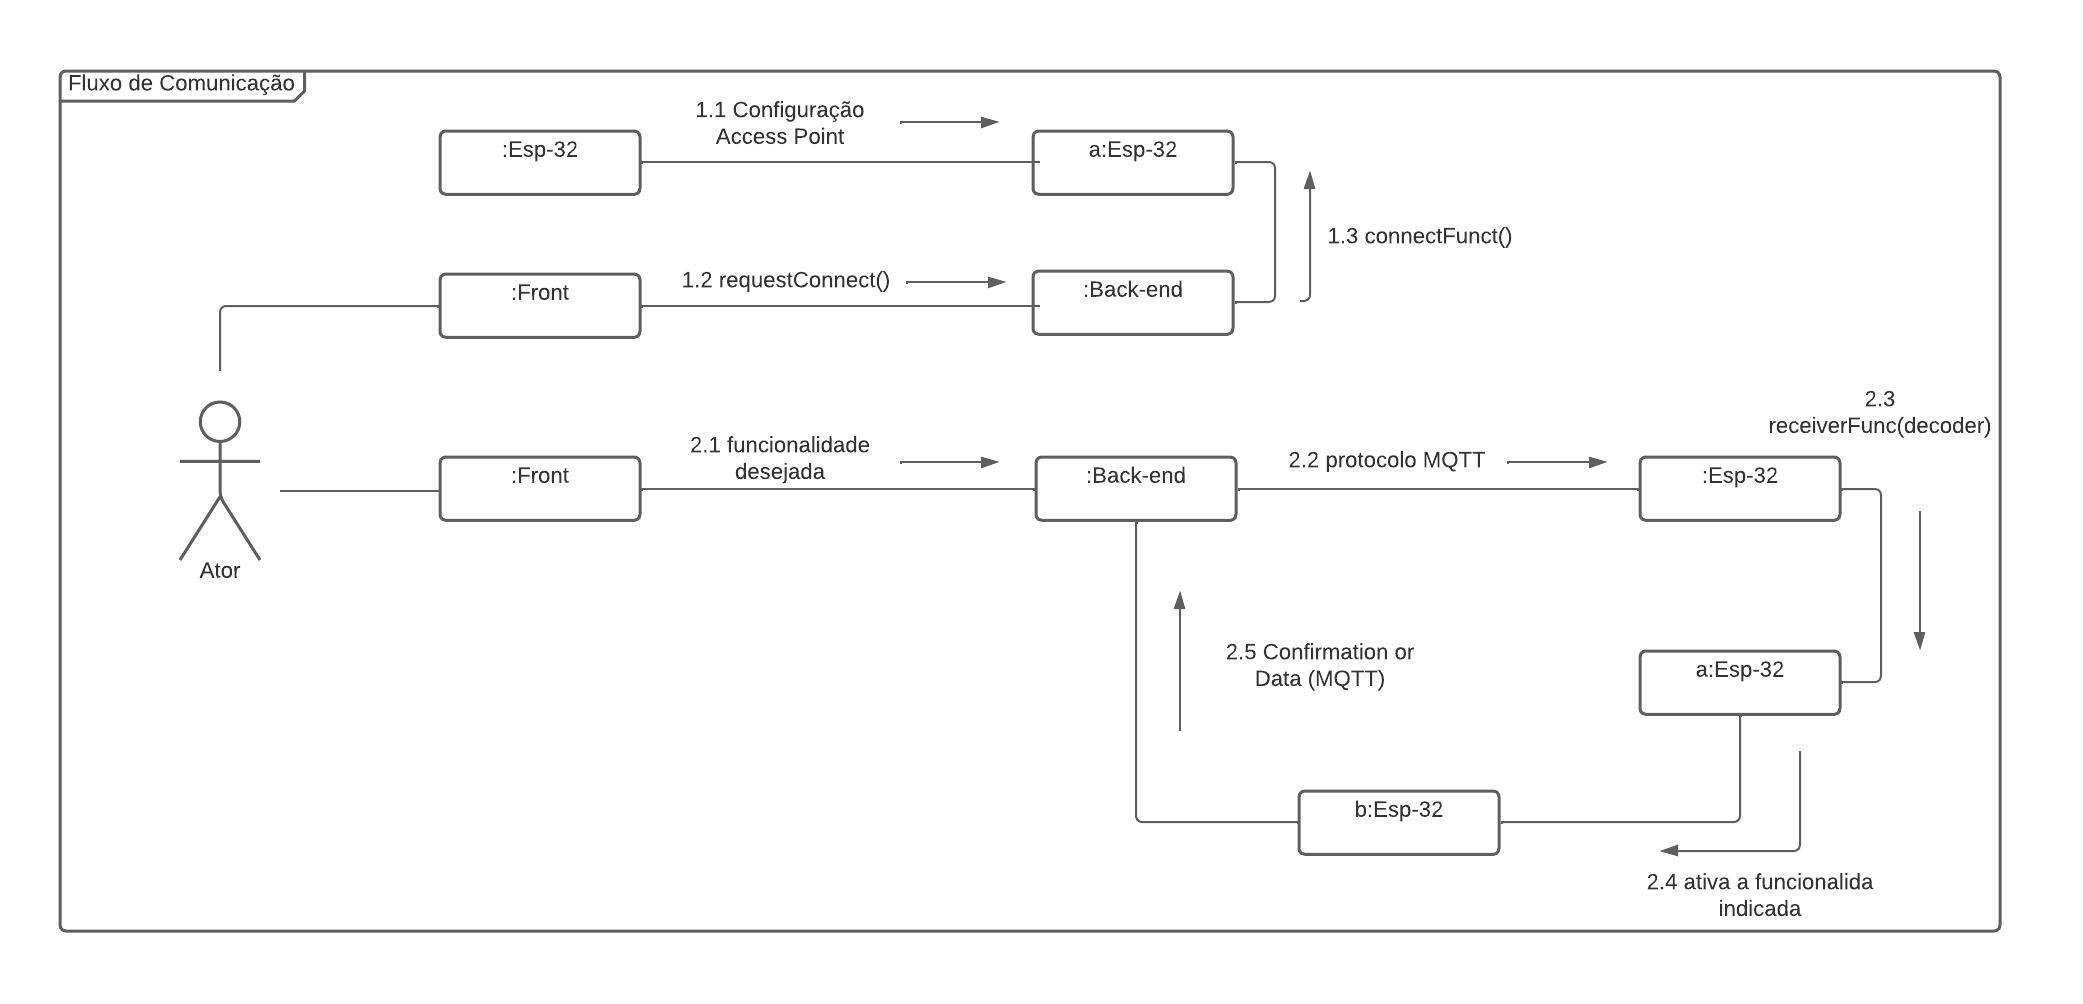 Fluxo de Comunicação
1.1 Configuração
Access Point
:Esp-32
a:Esp-32
1.3 connectFunct()
:Front
1.2 requestConnect()
:Back-end
2.3
receiverFunc(decoder)
Ator
:Front
2.1 funcionalidade
desejada
:Back-end
2.2 protocolo MQTT
:Esp-32
2.5 Confirmation or
Data (MQTT)
a:Esp-32
b:Esp-32
2.4 ativa a funcionalida
indicada